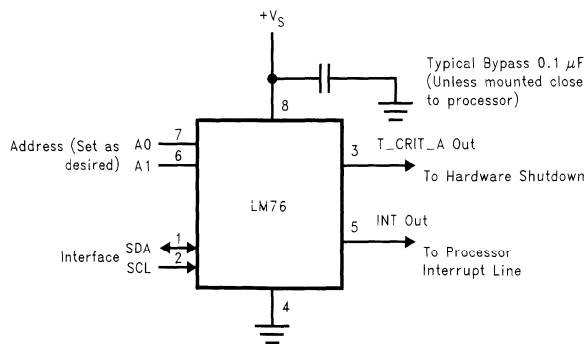 +VS
Typical Bypass 0.1 μF
(Unless mounted close
to processor)
8
Address (Set as
desired)
A0 7
A1 6
3 T_CRIT_A Out
To Hardware Shutdown
LM76
5 INT Out
To Processor
Interrupt Line
Interface
SDA 1
SCL 2
4